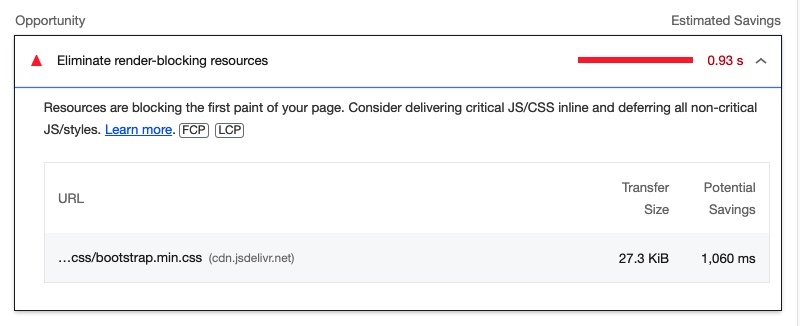 Opportunity Estimated Savings
Eliminate render-blocking resources 0.93 s
Resources are blocking the first paint of your page. Consider delivering critical JS/CSS inline and deferring all non-critical
JS/styles. Learn more. FCP LCP
URL Transfer Size Potential Savings
…css/bootstrap.min.css (cdn.jsdelivr.net) 27.3 KiB 1,060 ms